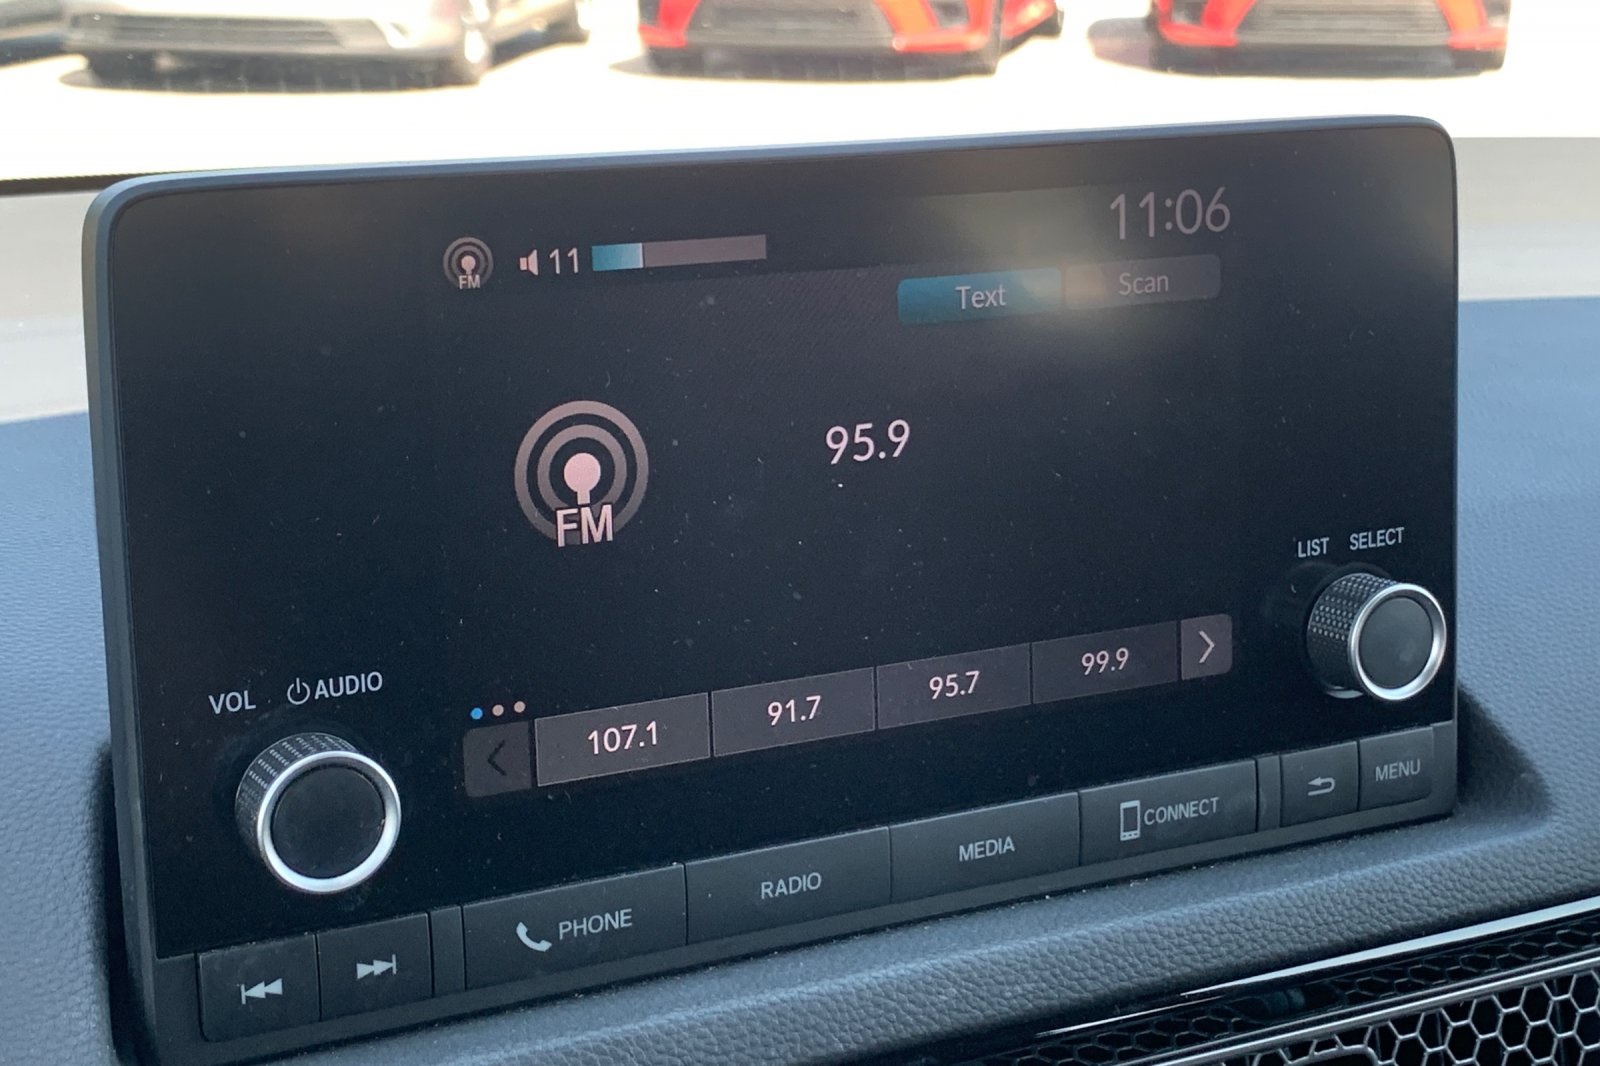 FM 11 11:06
Text Scan
95.9
FM
LIST SELECT
VOL AUDIO
107.1 91.7 95.7 99.9
PHONE RADIO MEDIA CONNECT MENU